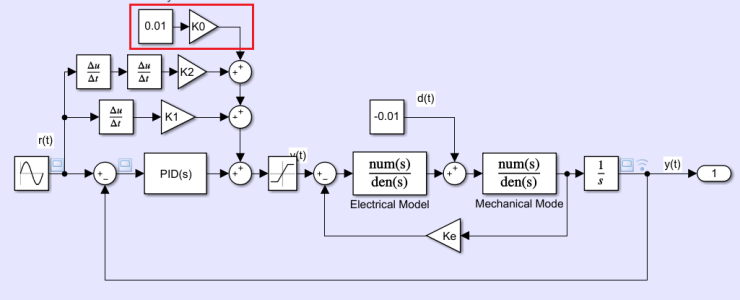 0.01
K0
Δu
Δt
Δu
Δt
K2
Δu
Δt
K1
d(t)
-0.01
r(t)
PID(s)
num(s)
den(s)
num(s)
den(s)
1
s
y(t)
1
Electrical Model
Mechanical Mode
Ke